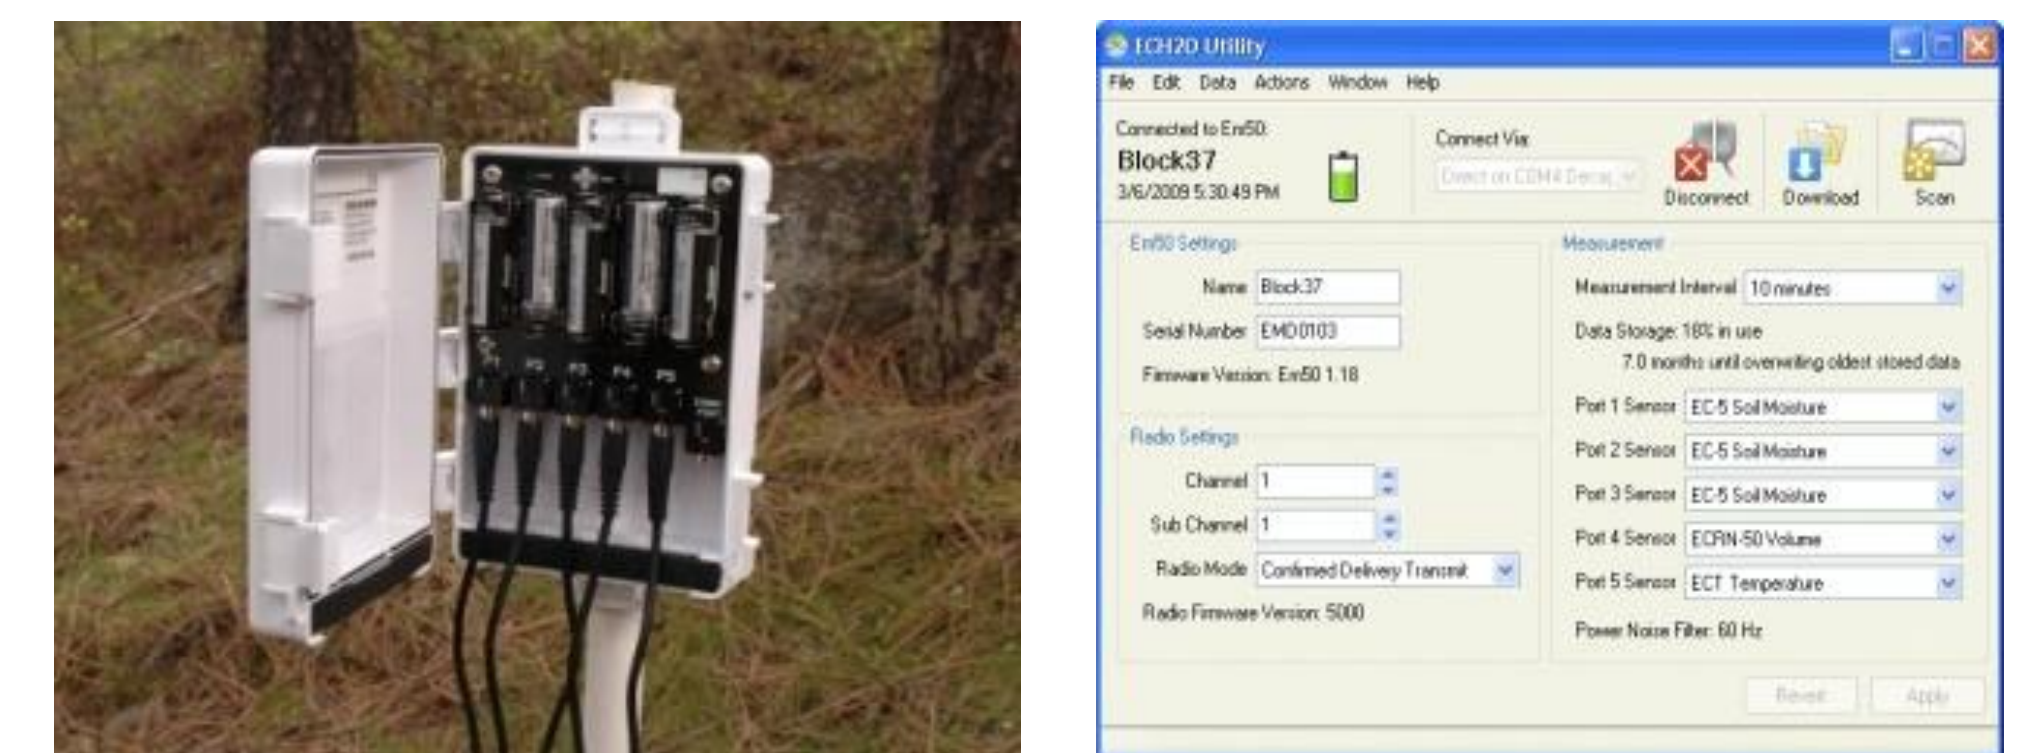 P2 P3 P4 P5
ECH2O Utility
File Edit Data Actions Window Help
Connected to Em50:
Block37
3/6/2009 5:30:49 PM
Connect Via:
Direct on COM4
Disconnect Download Scan
Em50 Settings
Name Block37
Serial Number EMD0103
Firmware Version: Em50 1.18
Radio Settings
Channel 1
Sub Channel 1
Radio Mode Confirmed Delivery Transmit
Radio Firmware Version: 5000
Measurement
Measurement Interval 10 minutes
Data Storage: 18% in use
7.0 months until overwriting oldest stored data
Port 1 Sensor EC-5 Soil Moisture
Port 2 Sensor EC-5 Soil Moisture
Port 3 Sensor EC-5 Soil Moisture
Port 4 Sensor ECRN-50 Volume
Port 5 Sensor ECT Temperature
Power Noise Filter: 60 Hz
Revert Apply